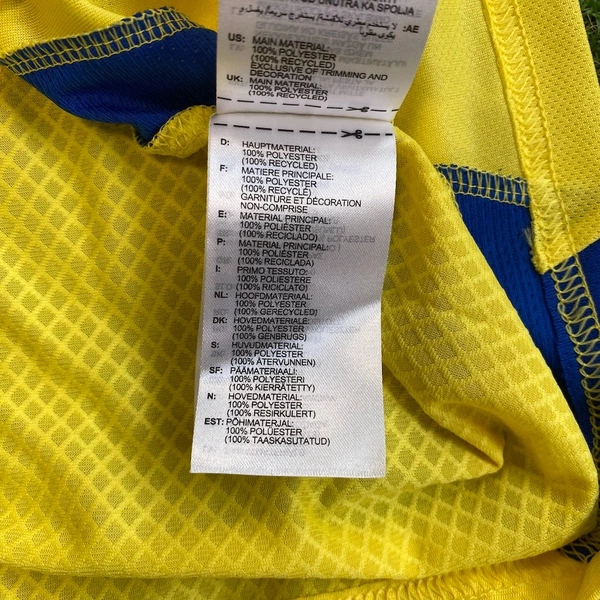 UNUTRA KA SPOLJA
AE:
US: MAIN MATERIAL:
100% POLYESTER
(100% RECYCLED)
EXCLUSIVE OF TRIMMING AND
DECORATION
UK: MAIN MATERIAL:
100% POLYESTER
(100% RECYCLED)
D: HAUPTMATERIAL:
100% POLYESTER
(100% RECYCLED)
F: MATIERE PRINCIPALE:
100% POLYESTER
(100% RECYCLÉ)
GARNITURE ET DÉCORATION
NON-COMPRISE
E: MATERIAL PRINCIPAL:
100% POLIÉSTER
(100% RECICLADO)
P: MATERIAL PRINCIPAL:
100% POLIÉSTER
(100% RECICLADA)
I: PRIMO TESSUTO:
100% POLIESTERE
(100% RICICLATO)
NL: HOOFDMATERIAAL:
100% POLYESTER
(100% GERECYCLED)
DK: HOVEDMATERIALE:
100% POLYESTER
(100% GENBRUGS)
S: HUVUDMATERIAL:
100% POLYESTER
(100% ÅTERVUNNEN)
SF: PÄÄMATERIAALI:
100% POLYESTERI
(100% KIERRÄTETTY)
N: HOVEDMATERIAL:
100% POLYESTER
(100% RESIRKULERT)
EST: PÕHIMATERJAL:
100% POLÜESTER
(100% TAASKASUTATUD)